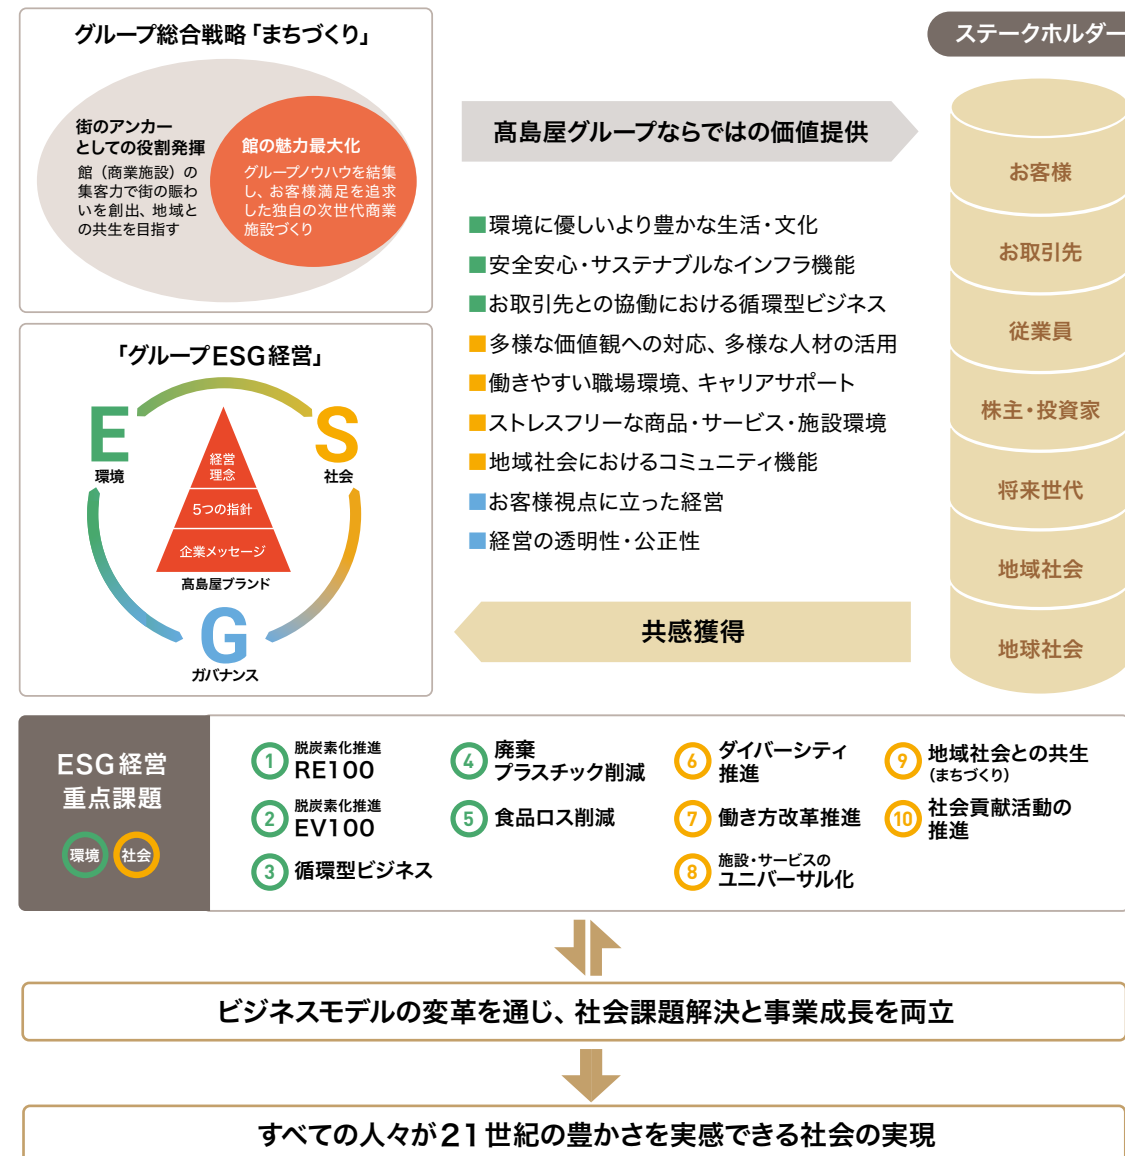 グループ総合戦略「まちづくり」
街のアンカー
としての役割発揮
館（商業施設）の
集客力で街の賑わ
いを創出、地域と
の共生を目指す
館の魅力最大化
グループノウハウを結集
し、お客様満足を追求
した独自の次世代商業
施設づくり
「グループESG経営」
E
環境
S
社会
経営
理念
5つの指針
企業メッセージ
髙島屋ブランド
G
ガバナンス
髙島屋グループならではの価値提供
■環境に優しいより豊かな生活・文化
■安全安心・サステナブルなインフラ機能
■お取引先との協働における循環型ビジネス
■多様な価値観への対応、多様な人材の活用
■働きやすい職場環境、キャリアサポート
■ストレスフリーな商品・サービス・施設環境
■地域社会におけるコミュニティ機能
■お客様視点に立った経営
■経営の透明性・公正性
共感獲得
ステークホルダー
お客様
お取引先
従業員
株主・投資家
将来世代
地域社会
地球社会
ESG経営
重点課題
環境 社会
1 脱炭素化推進
RE100
2 脱炭素化推進
EV100
3 循環型ビジネス
4 廃棄
プラスチック削減
5 食品ロス削減
6 ダイバーシティ
推進
7 働き方改革推進
8 施設・サービスの
ユニバーサル化
9 地域社会との共生
（まちづくり）
10 社会貢献活動の
推進
ビジネスモデルの変革を通じ、社会課題解決と事業成長を両立
すべての人々が21世紀の豊かさを実感できる社会の実現